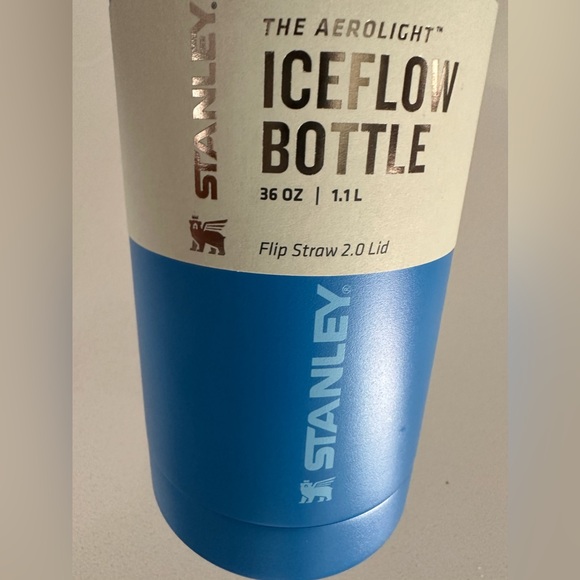 STANLEY.
THE AEROLIGHT™
ICEFLOW
BOTTLE
36 OZ | 1.1 L
Flip Straw 2.0 Lid
STANLEY®